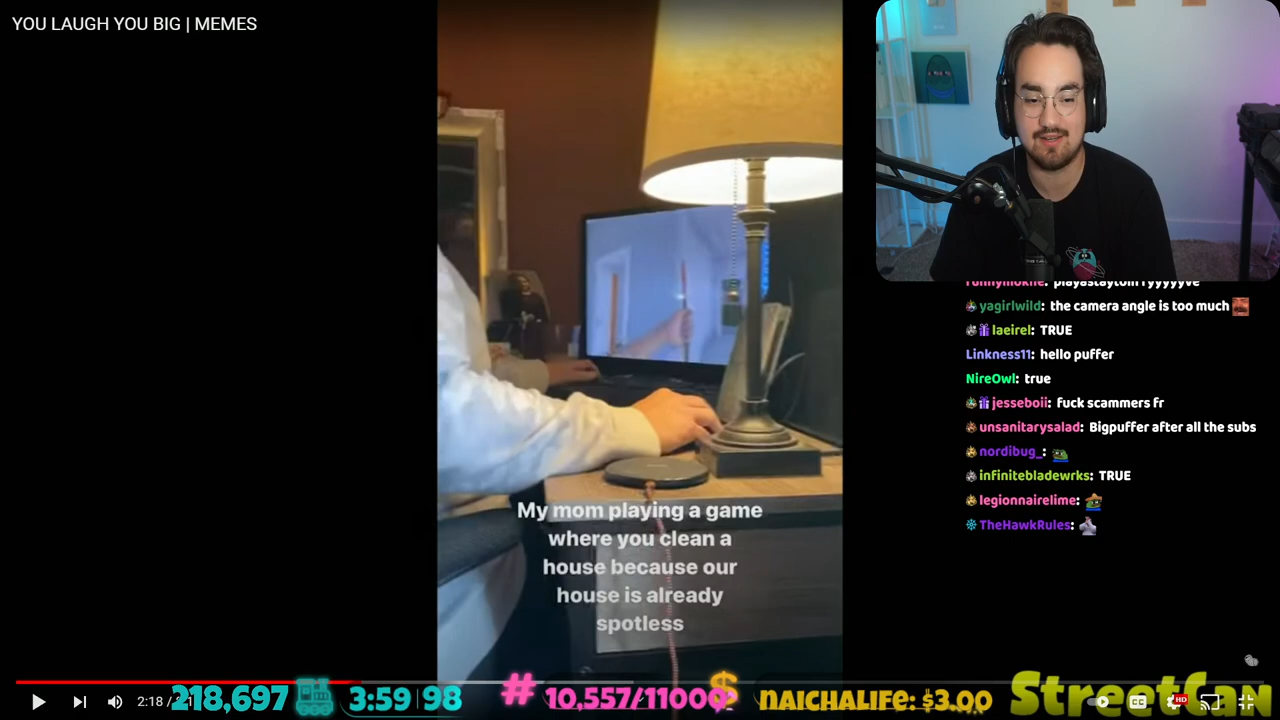 YOU LAUGH YOU BIG | MEMES
yagirlwild: the camera angle is too much
laeirel: TRUE
Linkness11: hello puffer
NireOwl: true
jesseboii: fuck scammers fr
unsanitarysalad: Bigpuffer after all the subs
nordibug_:
infinitebladewrks: TRUE
legionnairelime:
TheHawkRules:
My mom playing a game
where you clean a
house because our
house is already
spotless
2:18 /
218,697
3:59 | 98
# 10,557/11000
$
NAICHALIFE: $3.00
StreetCan
CC
HD